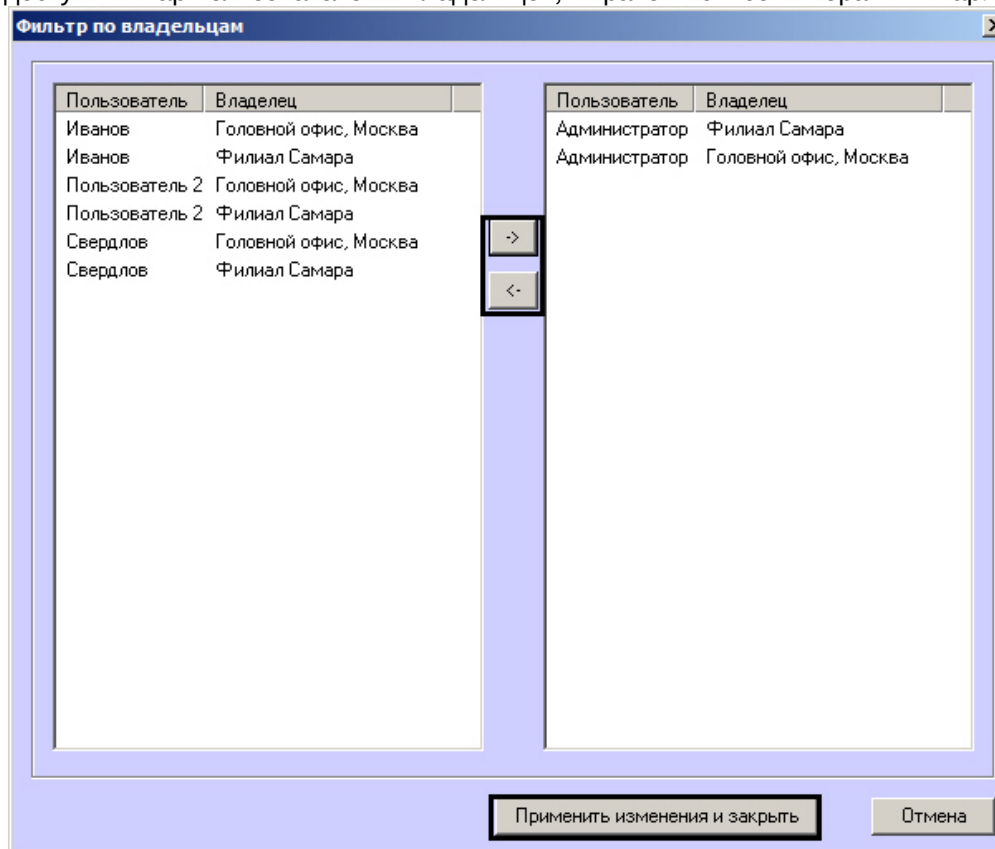 Фильтр по владельцам
Пользователь Владелец
Иванов Головной офис, Москва
Иванов Филиал Самара
Пользователь 2 Головной офис, Москва
Пользователь 2 Филиал Самара
Свердлов Головной офис, Москва
Свердлов Филиал Самара
->
<-
Пользователь Владелец
Администратор Филиал Самара
Администратор Головной офис, Москва
Применить изменения и закрыть Отмена